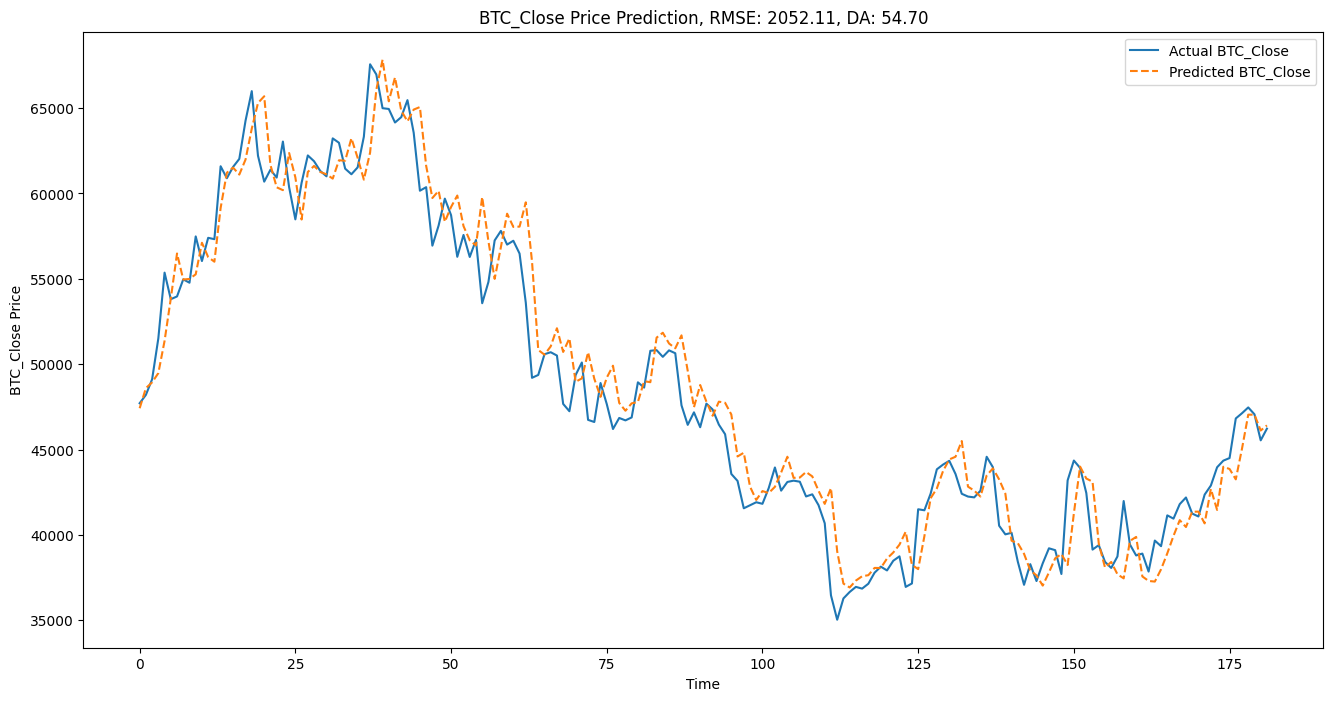 BTC_Close Price Prediction, RMSE: 2052.11, DA: 54.70
Actual BTC_Close
Predicted BTC_Close
BTC_Close Price
65000
60000
55000
50000
45000
40000
35000
0 25 50 75 100 125 150 175
Time